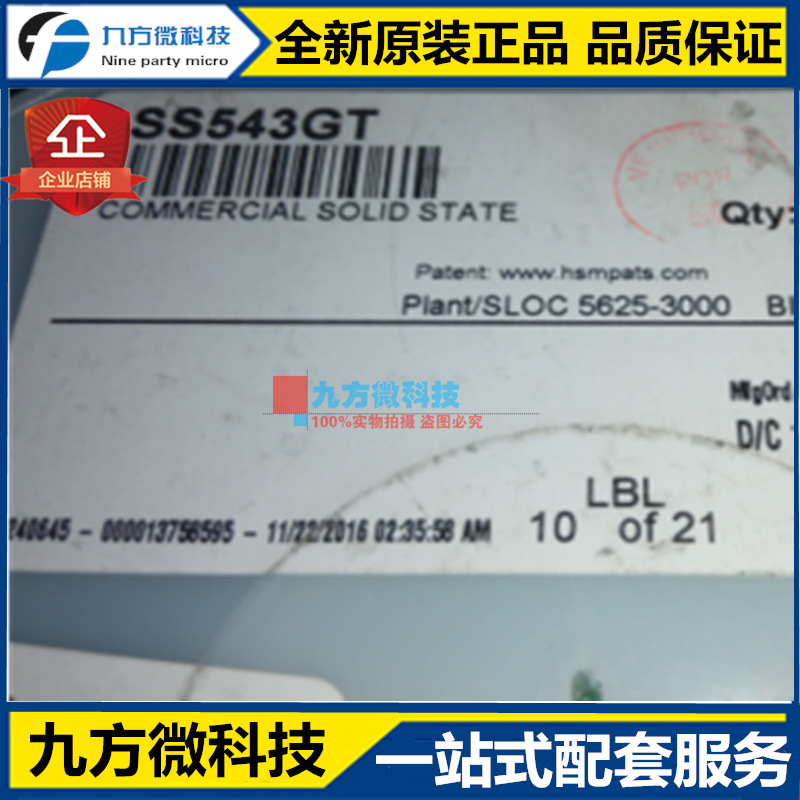 九方微科技
Nine party micro
全新原装正品 品质保证
企
企业店铺
SS543GT
COMMERCIAL SOLID STATE
Qty:
Patent: www.hsmpats.com
Plant/SLOC 5625-3000
九方微科技
100%实物拍摄 盗图必究
D/C
LBL
10 of 21
240645 - 060013756595 - 11/22/2016 02:35:56 AM
九方微科技
一站式配套服务